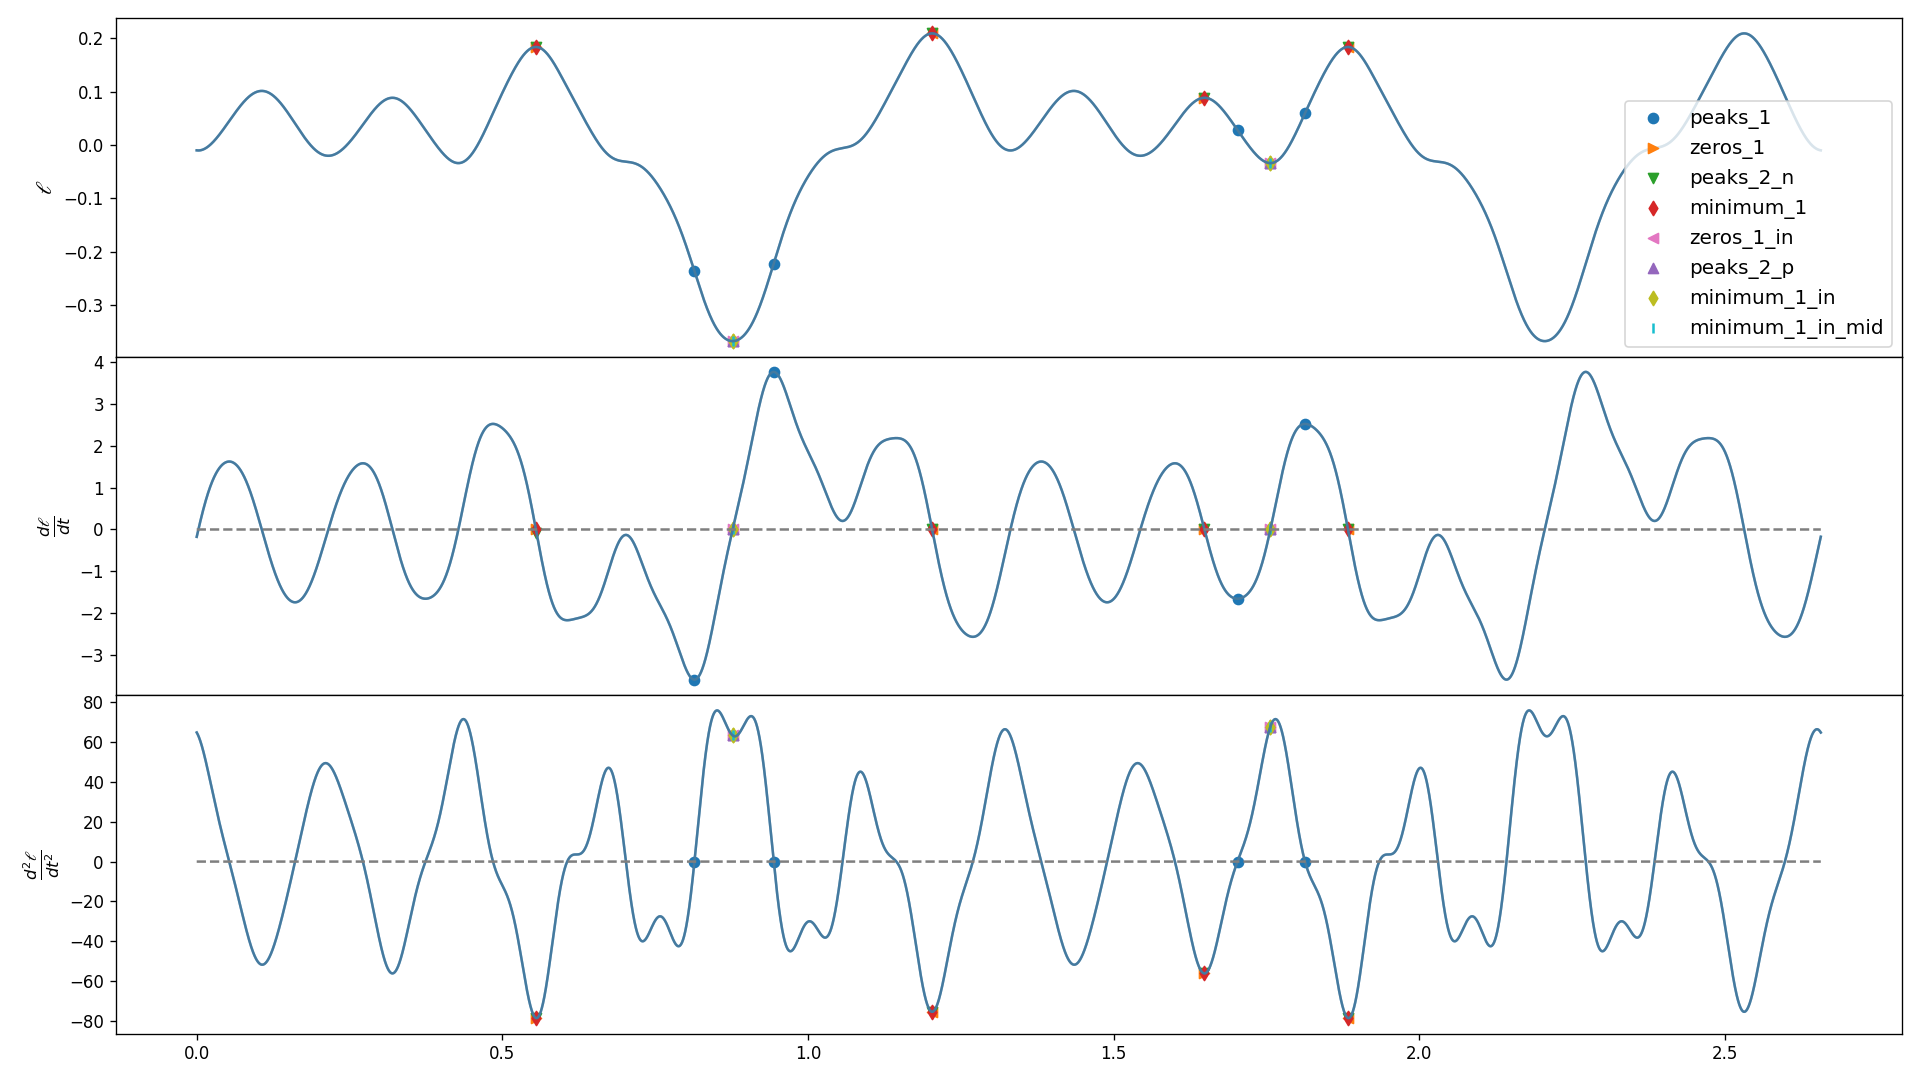 0.2
0.1
0.0
−0.1
−0.2
−0.3
ℓ
peaks_1
zeros_1
peaks_2_n
minimum_1
zeros_1_in
peaks_2_p
minimum_1_in
minimum_1_in_mid
4
3
2
1
0
−1
−2
−3
dℓ/dt
80
60
40
20
0
−20
−40
−60
−80
d²ℓ/dt²
0.0 0.5 1.0 1.5 2.0 2.5